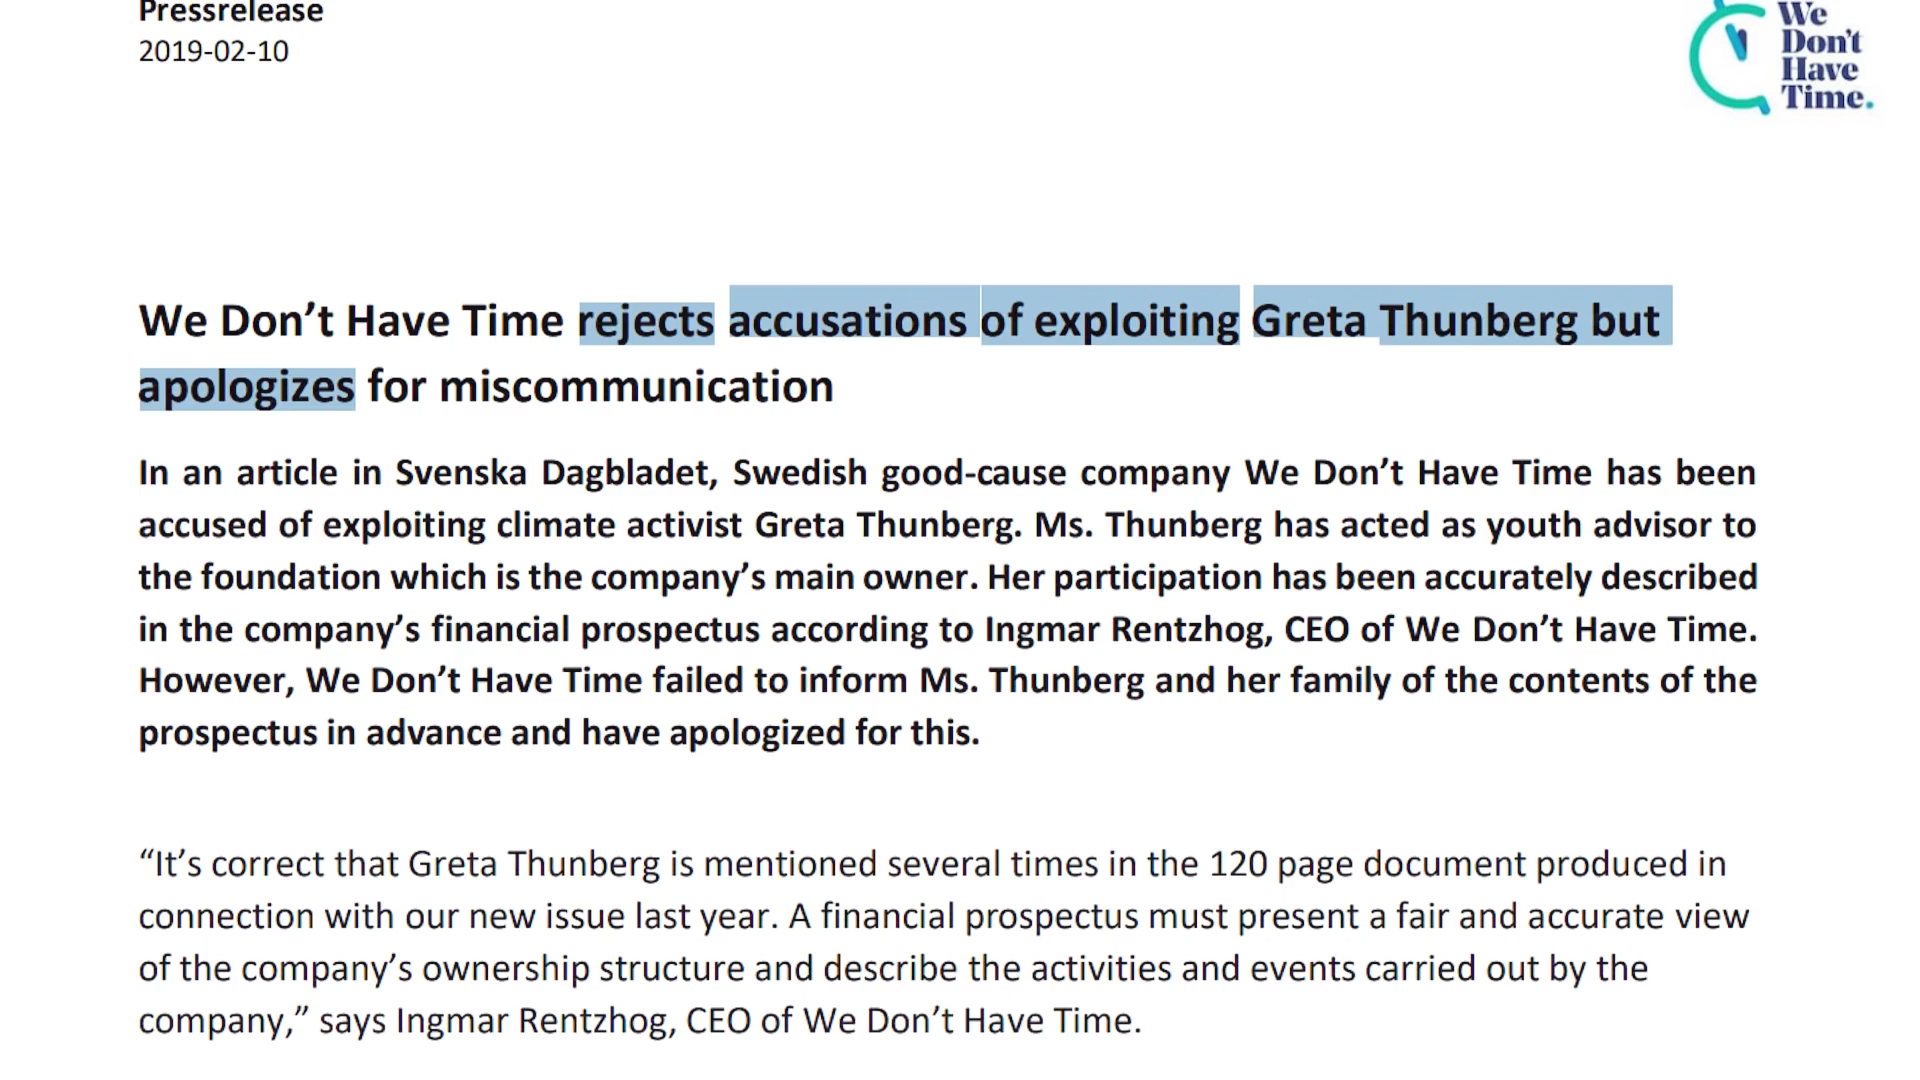 Pressrelease
2019-02-10
We
Don't
Have
Time.
We Don’t Have Time rejects accusations of exploiting Greta Thunberg but
apologizes for miscommunication
In an article in Svenska Dagbladet, Swedish good-cause company We Don’t Have Time has been
accused of exploiting climate activist Greta Thunberg. Ms. Thunberg has acted as youth advisor to
the foundation which is the company’s main owner. Her participation has been accurately described
in the company’s financial prospectus according to Ingmar Rentzhog, CEO of We Don’t Have Time.
However, We Don’t Have Time failed to inform Ms. Thunberg and her family of the contents of the
prospectus in advance and have apologized for this.
“It’s correct that Greta Thunberg is mentioned several times in the 120 page document produced in
connection with our new issue last year. A financial prospectus must present a fair and accurate view
of the company’s ownership structure and describe the activities and events carried out by the
company,” says Ingmar Rentzhog, CEO of We Don’t Have Time.